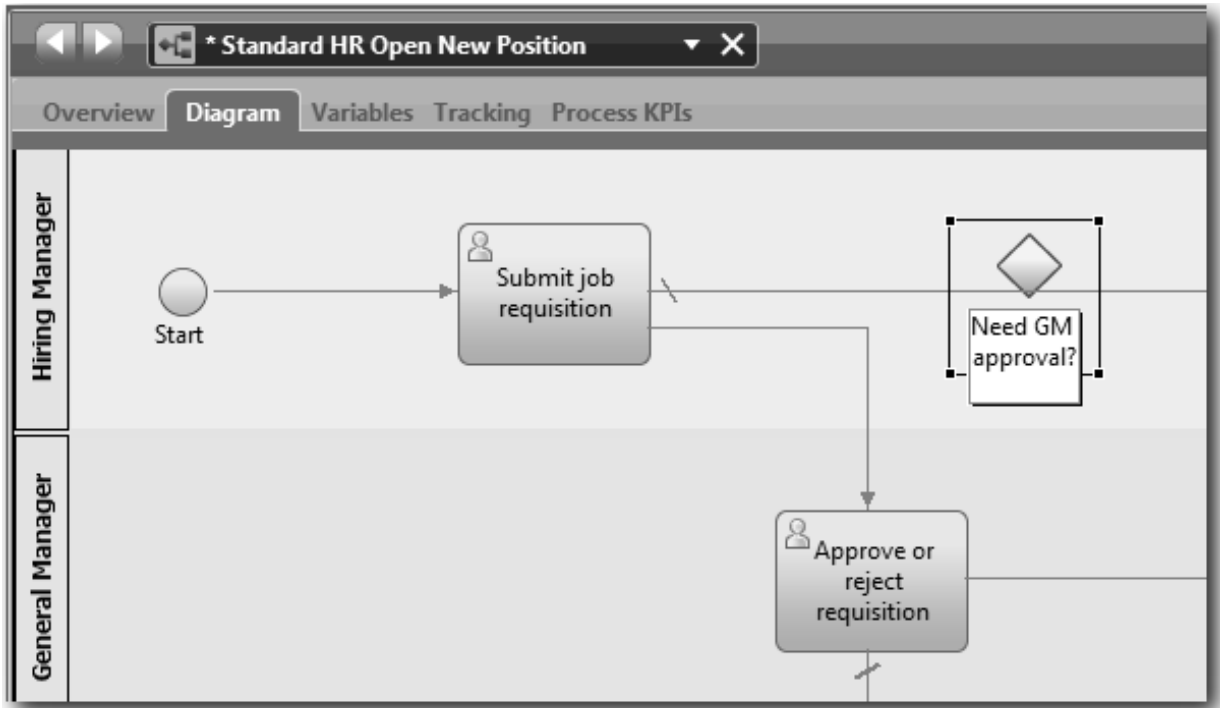 * Standard HR Open New Position
Overview Diagram Variables Tracking Process KPIs
Hiring Manager
Start
Submit job
requisition
Need GM
approval?
General Manager
Approve or
reject
requisition